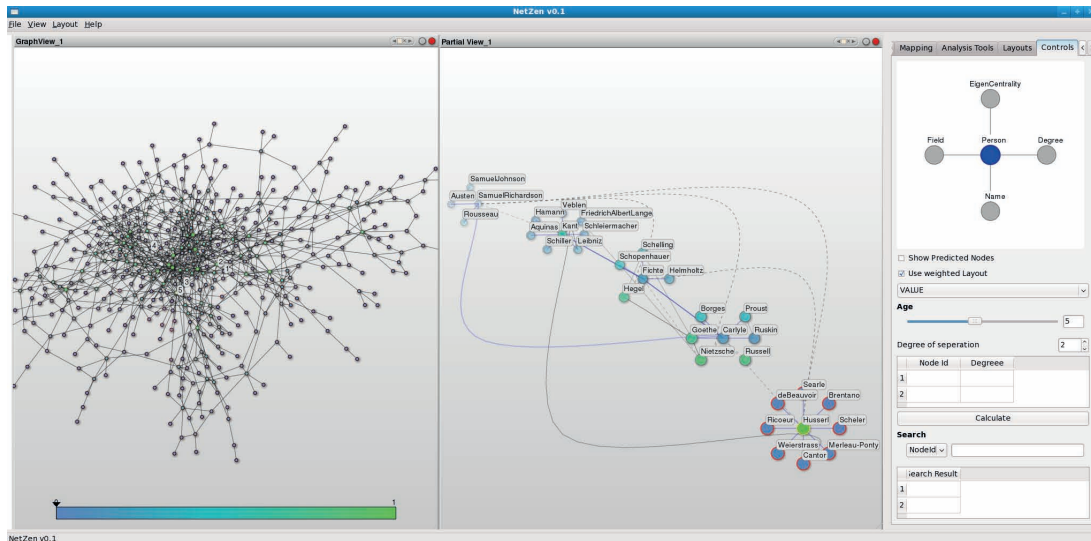 NetZen v0.1
File View Layout Help
GraphView_1
Partial View_1
Mapping Analysis Tools Layouts Controls
EigenCentrality
Field Person Degree
Name
SamuelJohnson
Austen SamuelRichardson
Rousseau
Veblen
Hamann FriedrichAlbertLange
Aquinas Kant Schleiermacher
Schiller Leibniz
Schelling
Schopenhauer
Fichte Helmholtz
Hegel
Borges Proust
Goethe Carlyle Ruskin
Nietzsche Russell
Searle
deBeauvoir Brentano
Ricoeur Husserl Scheler
Weierstrass Merleau-Ponty
Cantor
Show Predicted Nodes
Use weighted Layout
VALUE
Age
5
Degree of seperation 2
Node Id Degreee
1
2
Calculate
Search
NodeId
Search Result
1
2
0 1
NetZen v0.1